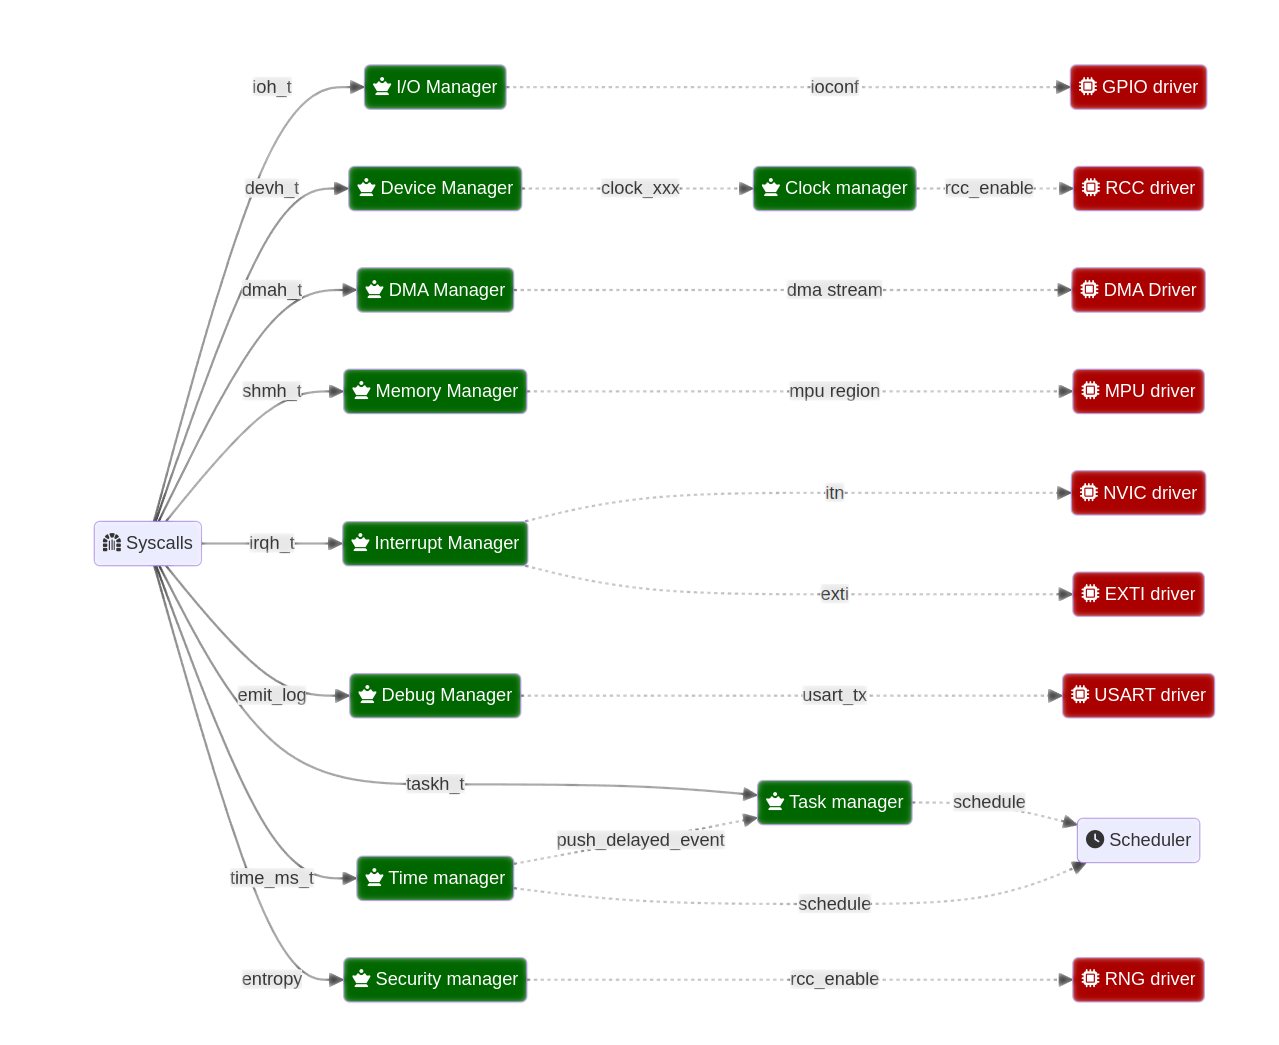 ioh_t
I/O Manager
ioconf
GPIO driver
devh_t
Device Manager
clock_xxx
Clock manager
rcc_enable
RCC driver
dmah_t
DMA Manager
dma stream
DMA Driver
shmh_t
Memory Manager
mpu region
MPU driver
itn
NVIC driver
Syscalls
irqh_t
Interrupt Manager
exti
EXTI driver
emit_log
Debug Manager
usart_tx
USART driver
taskh_t
Task manager
schedule
push_delayed_event
Scheduler
time_ms_t
Time manager
schedule
entropy
Security manager
rcc_enable
RNG driver